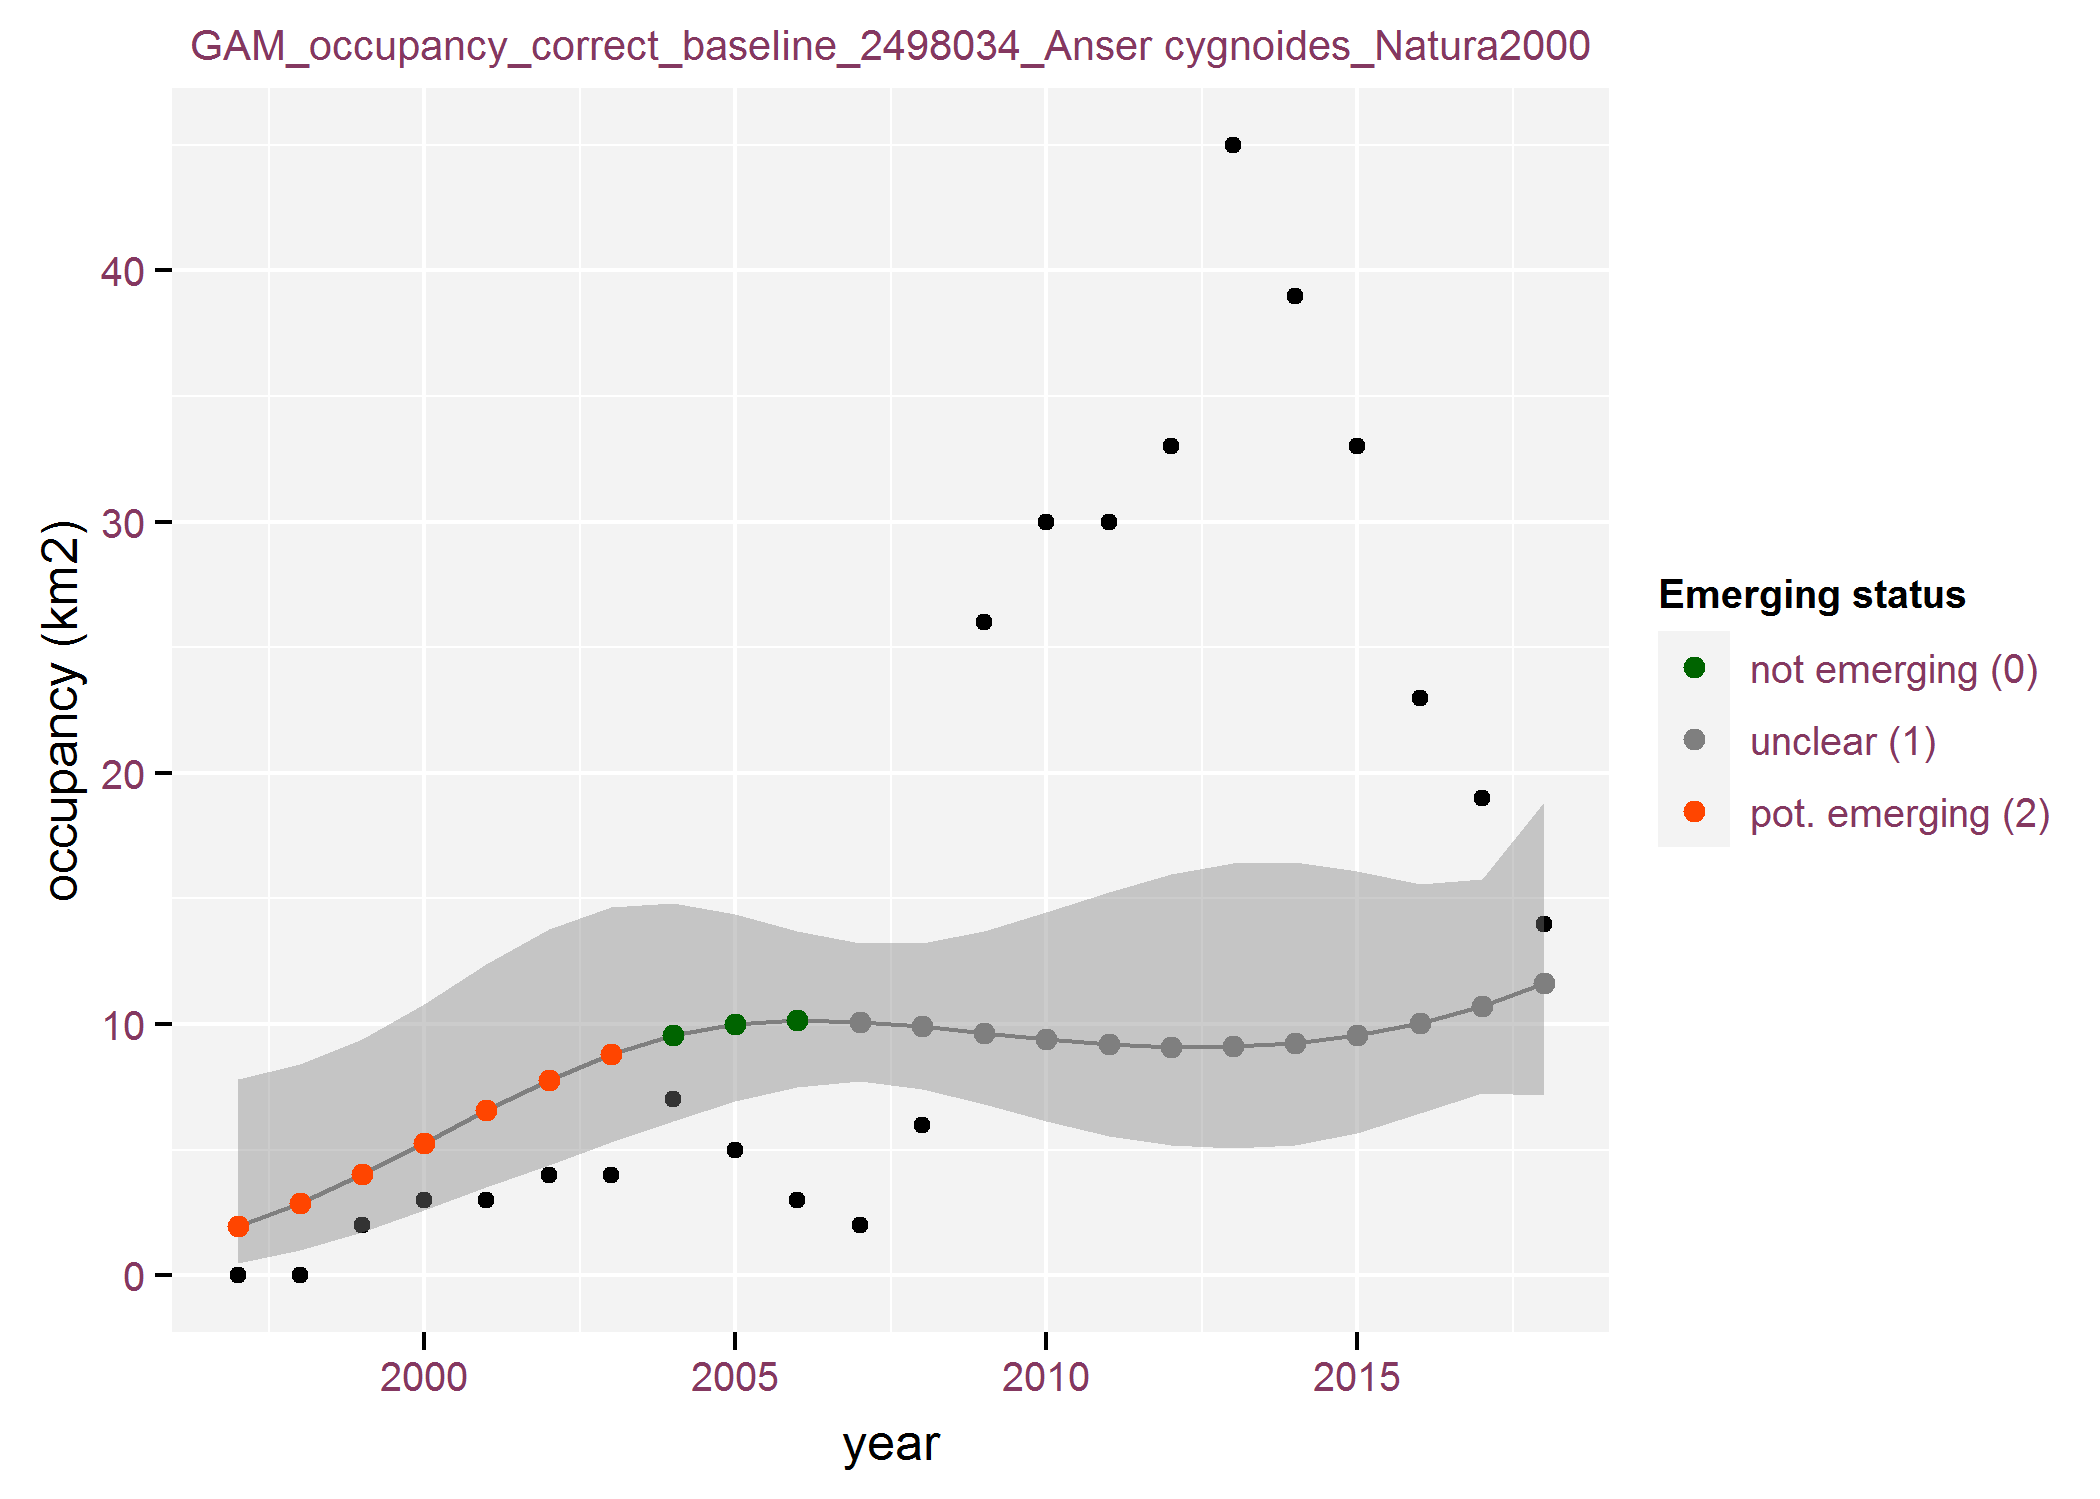 GAM_occupancy_correct_baseline_2498034_Anser cygnoides_Natura2000
occupancy (km2)
40
30
20
10
0
2000 2005 2010 2015
year
Emerging status
not emerging (0)
unclear (1)
pot. emerging (2)